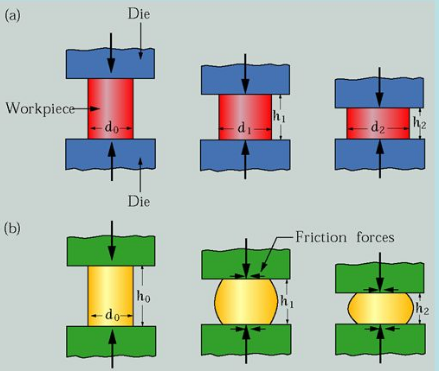 (a)
Die
Workpiece
d₀
d₁
h₁
d₂
h₂
Die
(b)
Friction forces
d₀
h₀
h₁
h₂